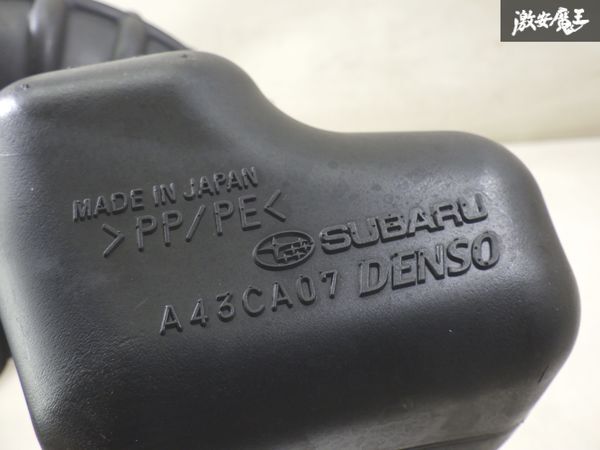 激安魔王
MADE IN JAPAN
>PP/PE<
SUBARU
A43CA07 DENSO